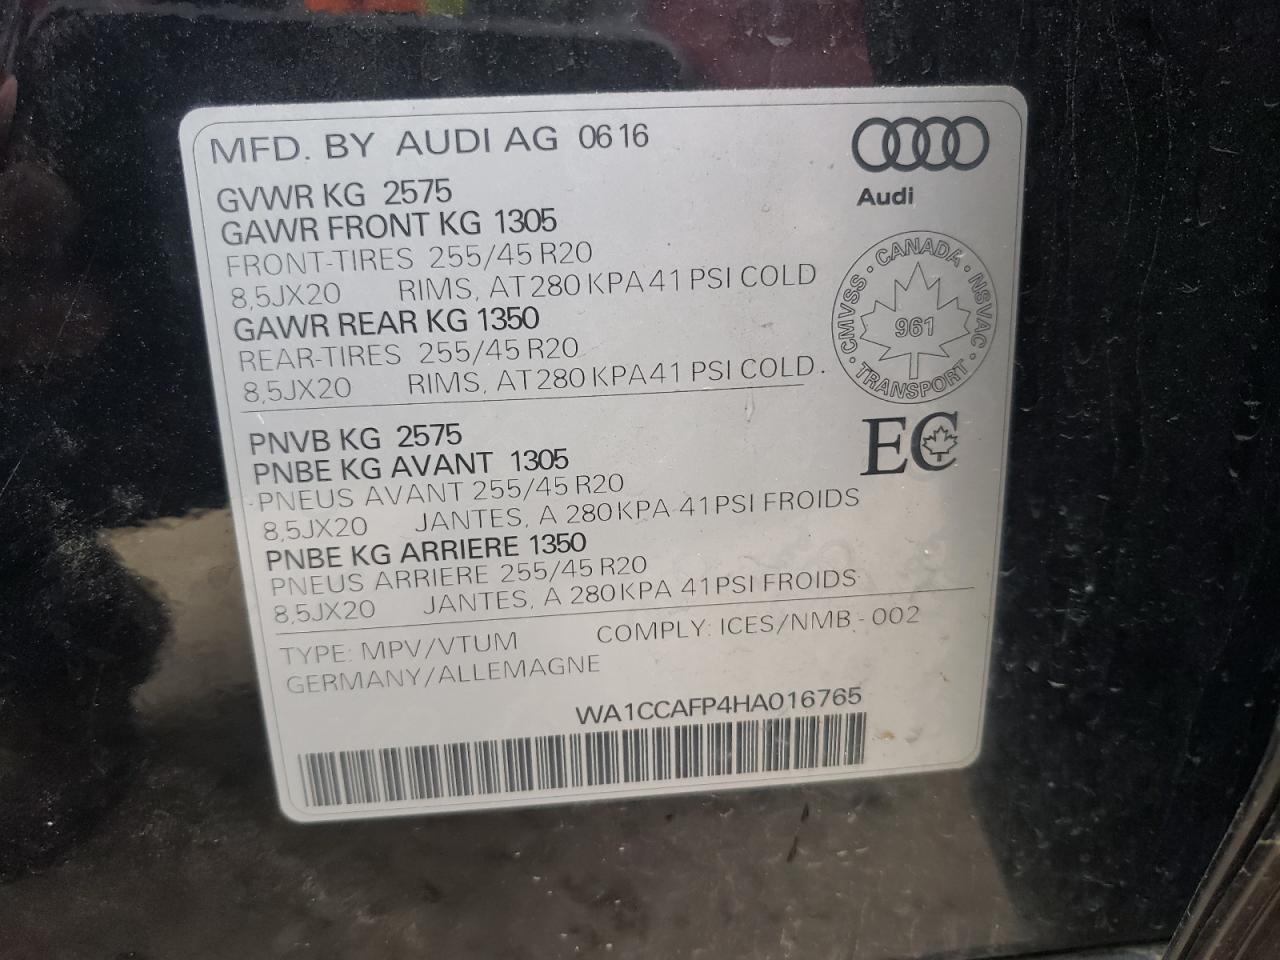 MFD. BY AUDI AG 0616
Audi
GVWR KG 2575
GAWR FRONT KG 1305
FRONT-TIRES 255/45 R20
8,5JX20 RIMS, AT 280 KPA 41 PSI COLD
GAWR REAR KG 1350
REAR-TIRES 255/45 R20
8,5JX20 RIMS, AT 280 KPA 41 PSI COLD.
CMVSS · CANADA · NSVAC · TRANSPORT ·
961
PNVB KG 2575
PNBE KG AVANT 1305
PNEUS AVANT 255/45 R20
8,5JX20 JANTES, A 280 KPA 41 PSI FROIDS
PNBE KG ARRIERE 1350
PNEUS ARRIERE 255/45 R20
8,5JX20 JANTES, A 280 KPA 41 PSI FROIDS
EC
TYPE: MPV/VTUM COMPLY: ICES/NMB - 002
GERMANY/ALLEMAGNE
WA1CCAFP4HA016765